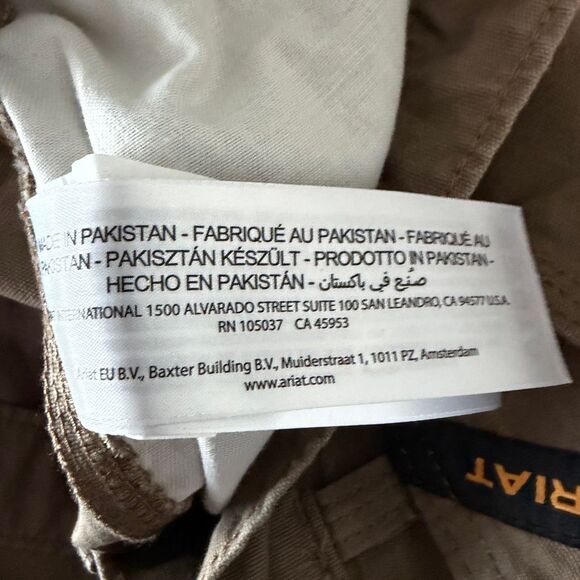 MADE IN PAKISTAN - FABRIQUÉ AU PAKISTAN - FABRIQUÉ AU
PAKISTAN - PAKISZTÁN KÉSZÜLT - PRODOTTO IN PAKISTAN -
HECHO EN PAKISTÁN - صنع في باكستان
INTERNATIONAL 1500 ALVARADO STREET SUITE 100 SAN LEANDRO, CA 94577 U.S.A.
RN 105037 CA 45953
Ariat EU B.V., Baxter Building B.V., Muiderstraat 1, 1011 PZ, Amsterdam
www.ariat.com
RIAT